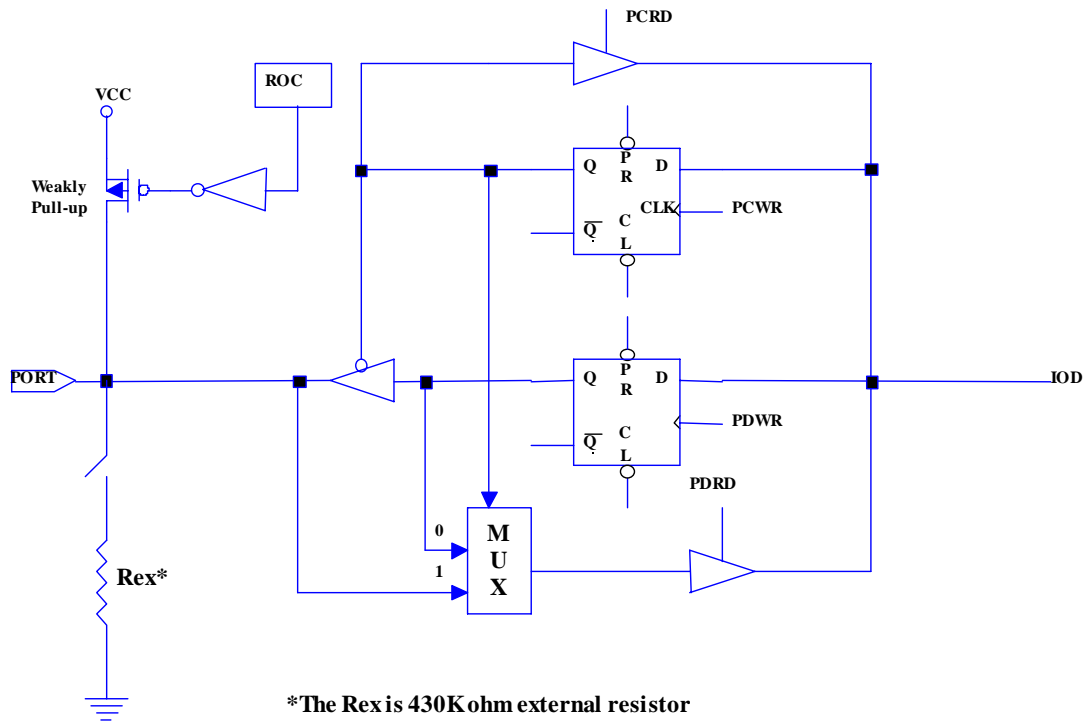 PCRD
ROC
VCC
Weakly
Pull-up
Q
P
R
D
CLK
PCWR
Q
C
L
PORT
Q
P
R
D
IOD
PDWR
Q
C
L
PDRD
0
1
M
U
X
Rex*
*The Rex is 430K ohm external resistor